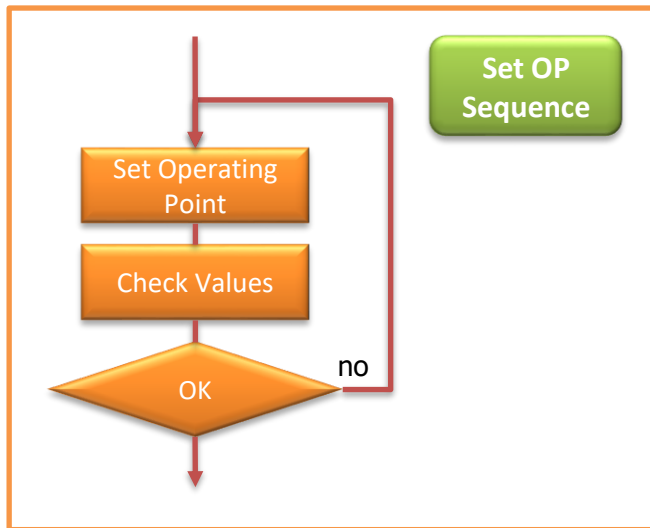 Set OP
Sequence
Set Operating
Point
Check Values
no
OK